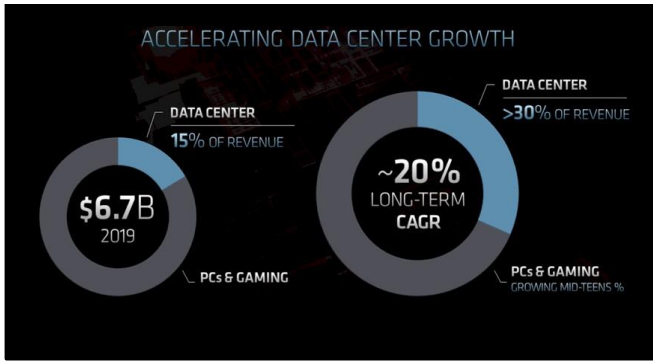 ACCELERATING DATA CENTER GROWTH
DATA CENTER
15% OF REVENUE
$6.7B
2019
PCs & GAMING
DATA CENTER
>30% OF REVENUE
~20%
LONG-TERM
CAGR
PCs & GAMING
GROWING MID-TEENS %